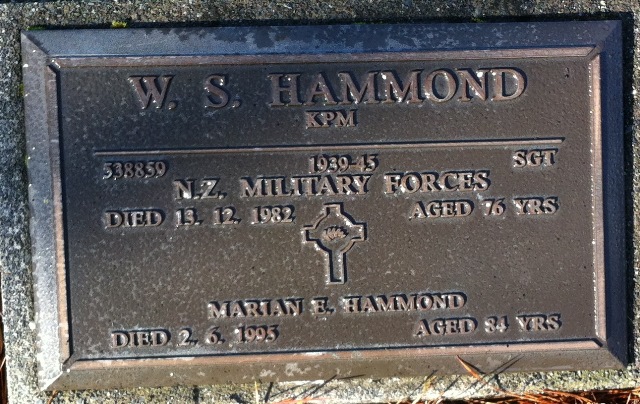 W. S. HAMMOND
KPM
538859 1939-45 SGT
N.Z. MILITARY FORCES
DIED 13. 12. 1982 AGED 76 YRS
MARIAN E. HAMMOND
DIED 2. 6. 1993 AGED 84 YRS